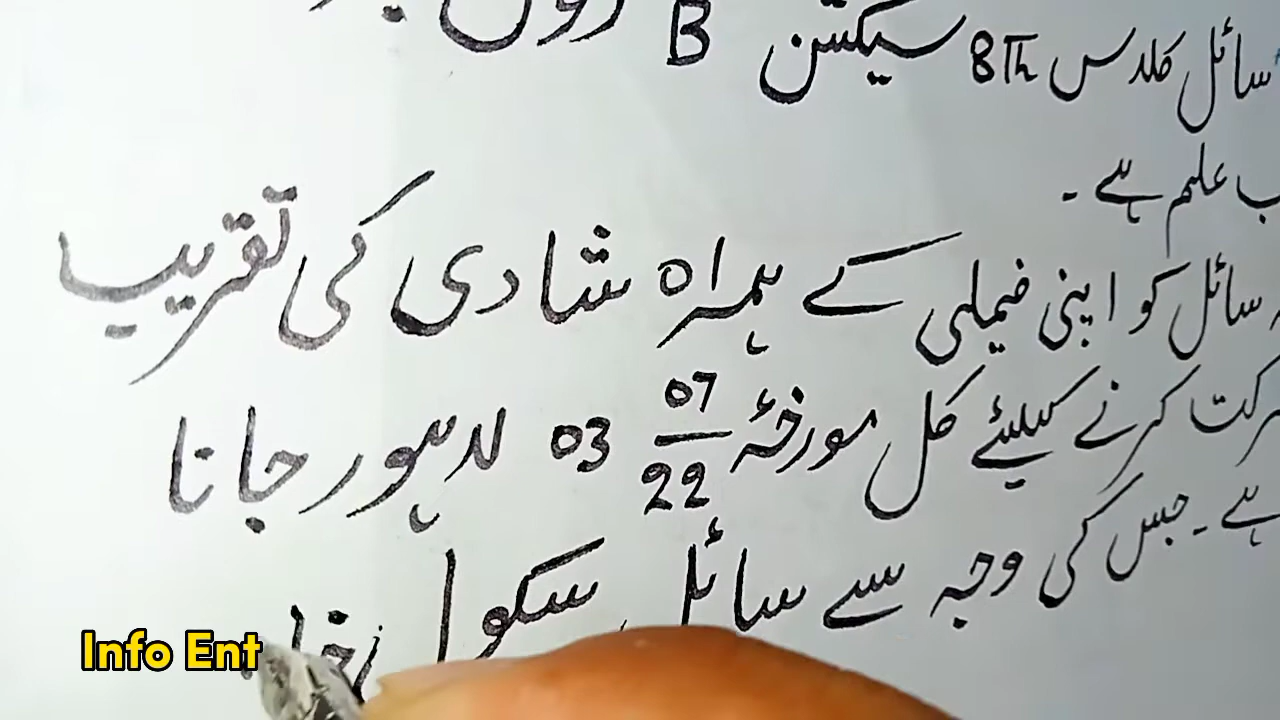 سائل کلاس 8Th سیکشن B رول
علم ہے۔
سائل کو اپنی فیملی کے ہمراہ شادی کی تقریب
شرکت کرنے کیلئے کل مورخہ 07/22 03 لاہور جانا
ہے۔ جس کی وجہ سے سائل سکول
Info Ent